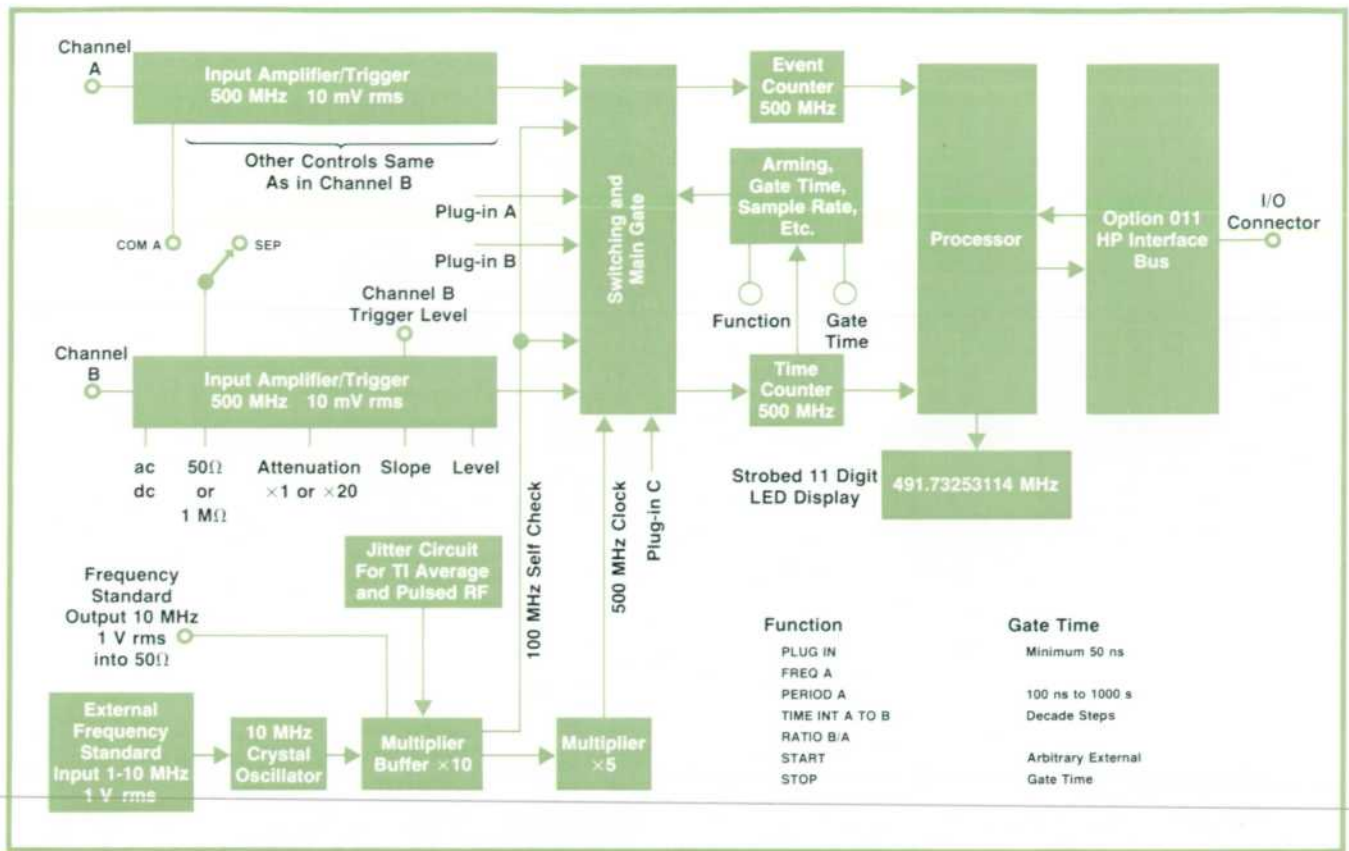 Channel
A
Input Amplifier/Trigger
500 MHz 10 mV rms
Other Controls Same
As in Channel B
COM A
SEP
Plug-in A
Plug-in B
Channel B
Trigger Level
Channel
B
Input Amplifier/Trigger
500 MHz 10 mV rms
ac
dc
50Ω
or
1 MΩ
Attenuation
×1 or ×20
Slope
Level
Switching and
Main Gate
Event
Counter
500 MHz
Arming,
Gate Time,
Sample Rate,
Etc.
Function
Gate
Time
Time
Counter
500 MHz
Processor
Option 011
HP Interface
Bus
I/O
Connector
Strobed 11 Digit
LED Display
491.73253114 MHz
100 MHz Self Check
500 MHz Clock
Plug-in C
Jitter Circuit
For TI Average
and Pulsed RF
Frequency
Standard
Output 10 MHz
1 V rms
into 50Ω
External
Frequency
Standard
Input 1-10 MHz
1 V rms
10 MHz
Crystal
Oscillator
Multiplier
Buffer ×10
Multiplier
×5
Function
Gate Time
PLUG IN
Minimum 50 ns
FREQ A
PERIOD A
100 ns to 1000 s
TIME INT A TO B
Decade Steps
RATIO B/A
START
Arbitrary External
STOP
Gate Time